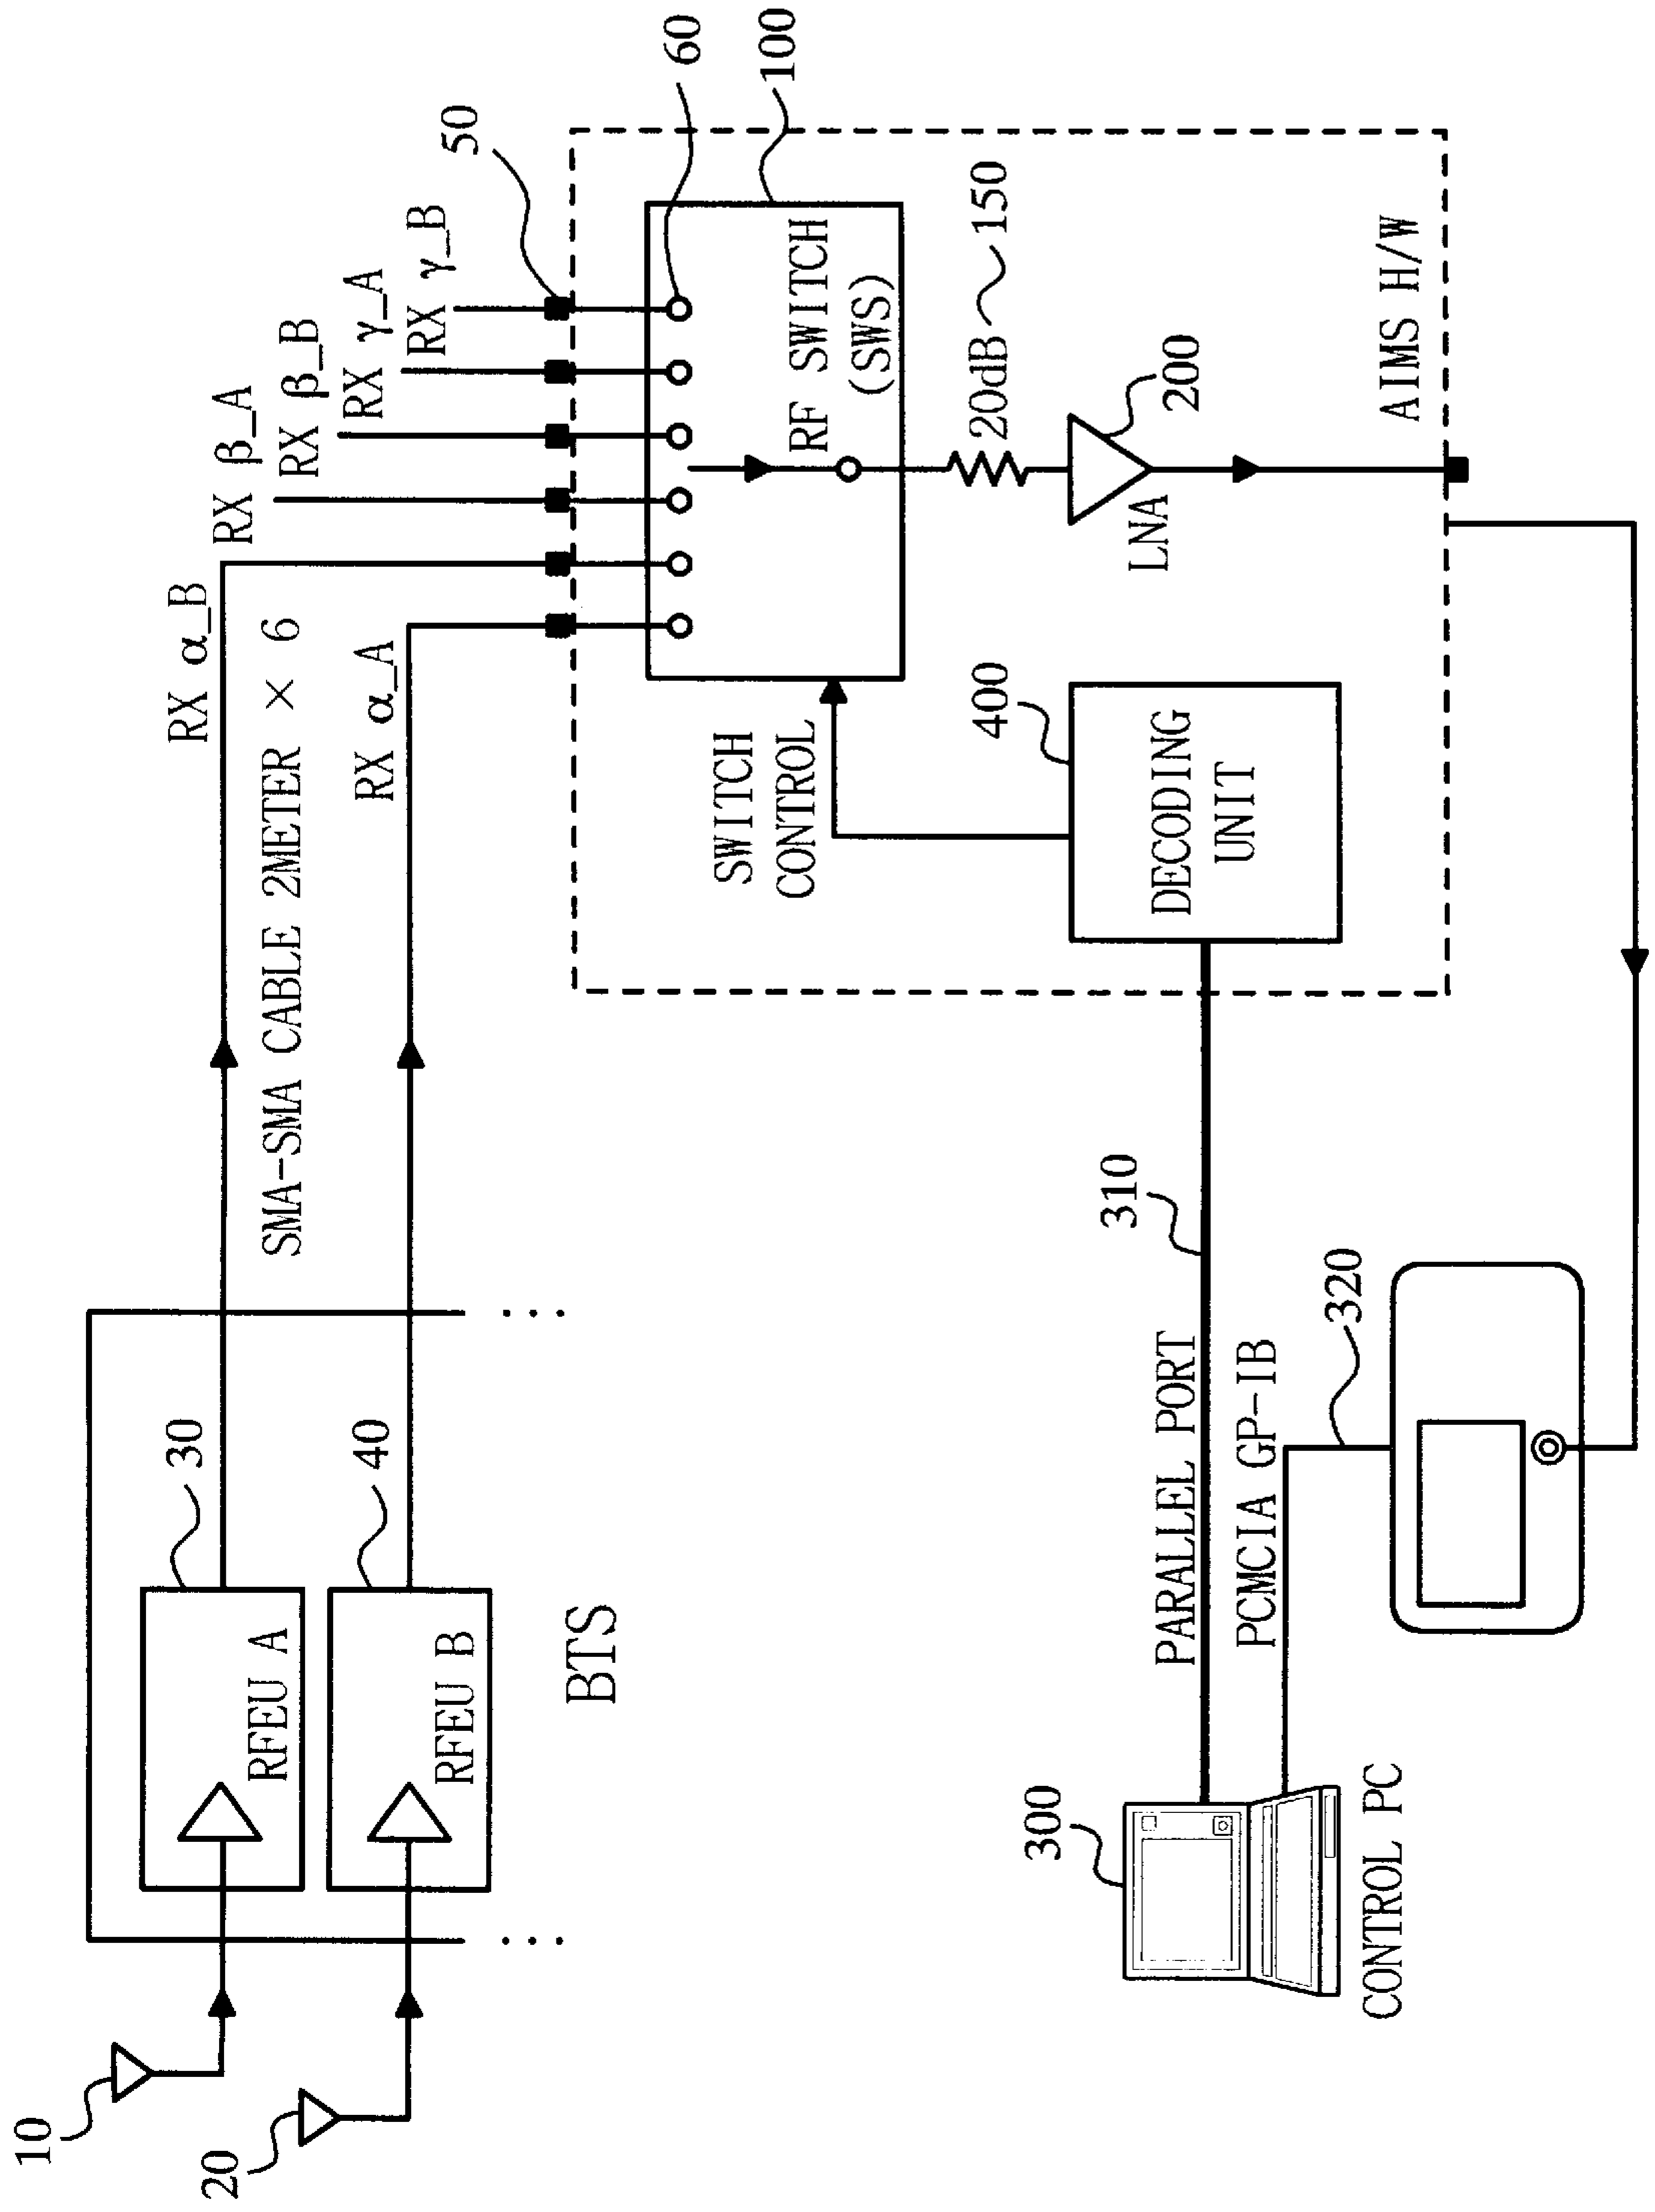 10
20
30
RFEU A
40
RFEU B
BTS
RX α_B
SMA-SMA CABLE 2METER × 6
RX α_A
RX β_A
RX β_B
RX γ_A
RX γ_B
50
60
100
RF SWITCH
(SWS)
20dB
150
200
LNA
AIMS H/W
SWITCH
CONTROL
400
DECODING
UNIT
310
PARALLEL PORT
PCMCIA GP-IB
320
300
CONTROL PC